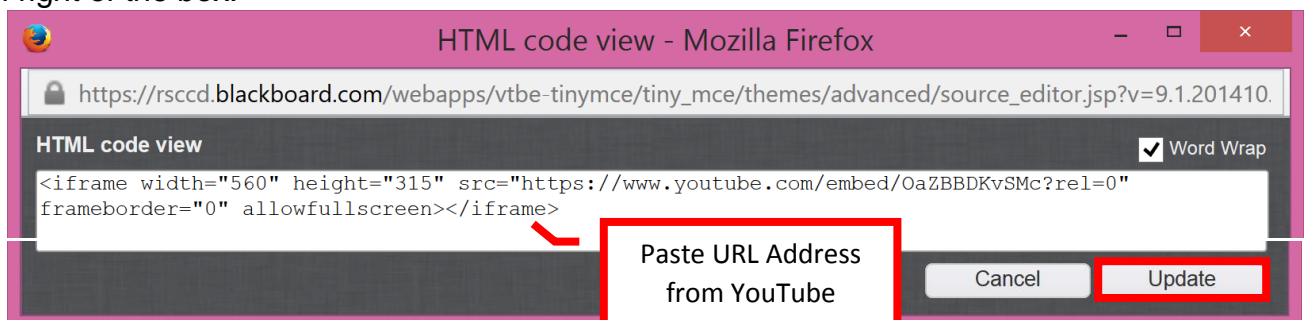 HTML code view - Mozilla Firefox
https://rsccd.blackboard.com/webapps/vtbe-tinymce/tiny_mce/themes/advanced/source_editor.jsp?v=9.1.201410.
HTML code view
Word Wrap
<iframe width="560" height="315" src="https://www.youtube.com/embed/OaZBBDKvSMc?rel=0"
frameborder="0" allowfullscreen></iframe>
Paste URL Address
from YouTube
Cancel
Update